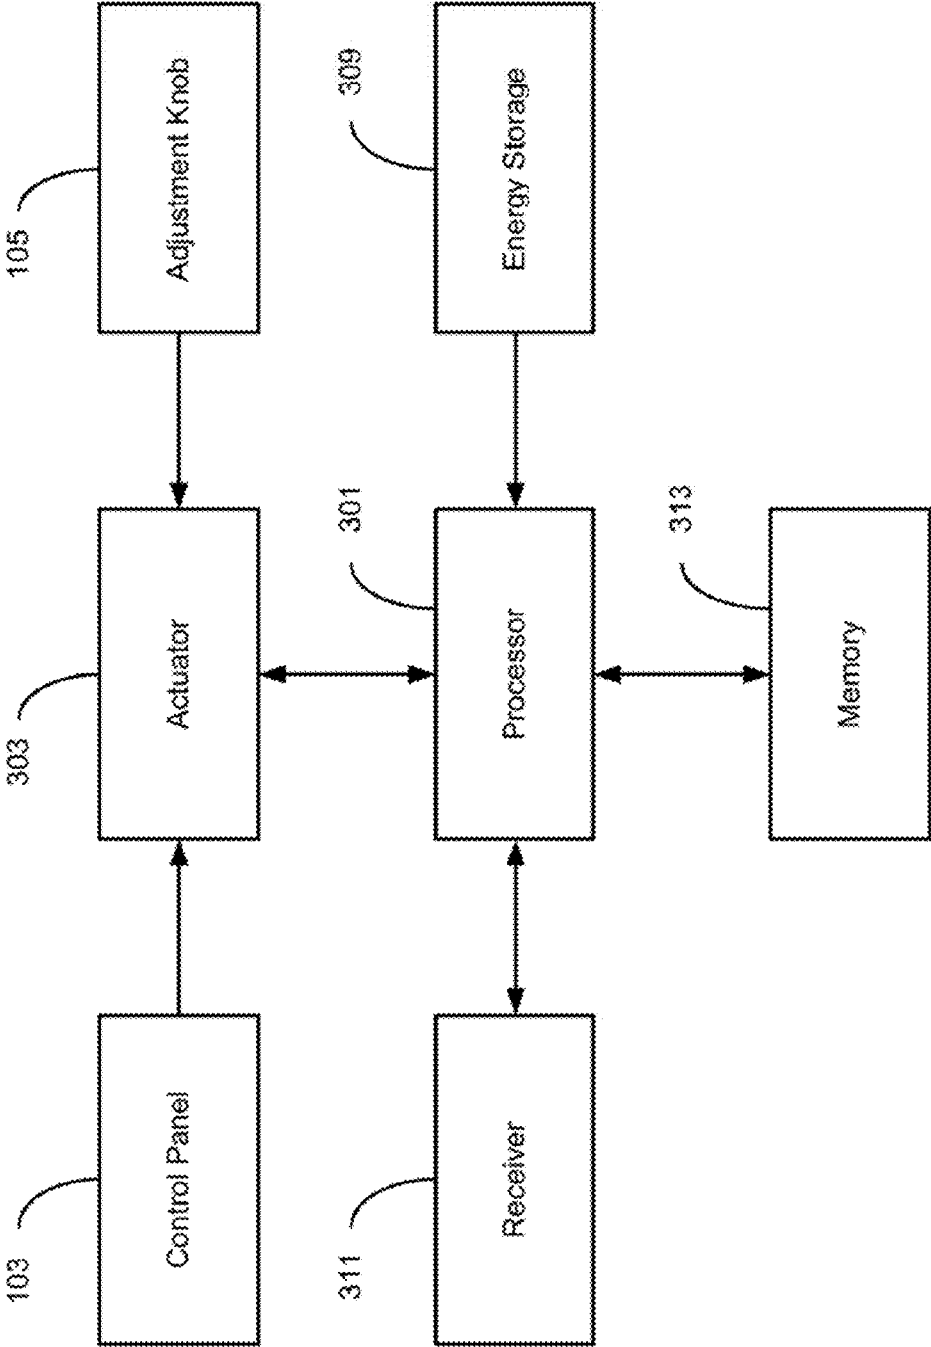 103
Control Panel
303
Actuator
105
Adjustment Knob
311
Receiver
301
Processor
309
Energy Storage
313
Memory